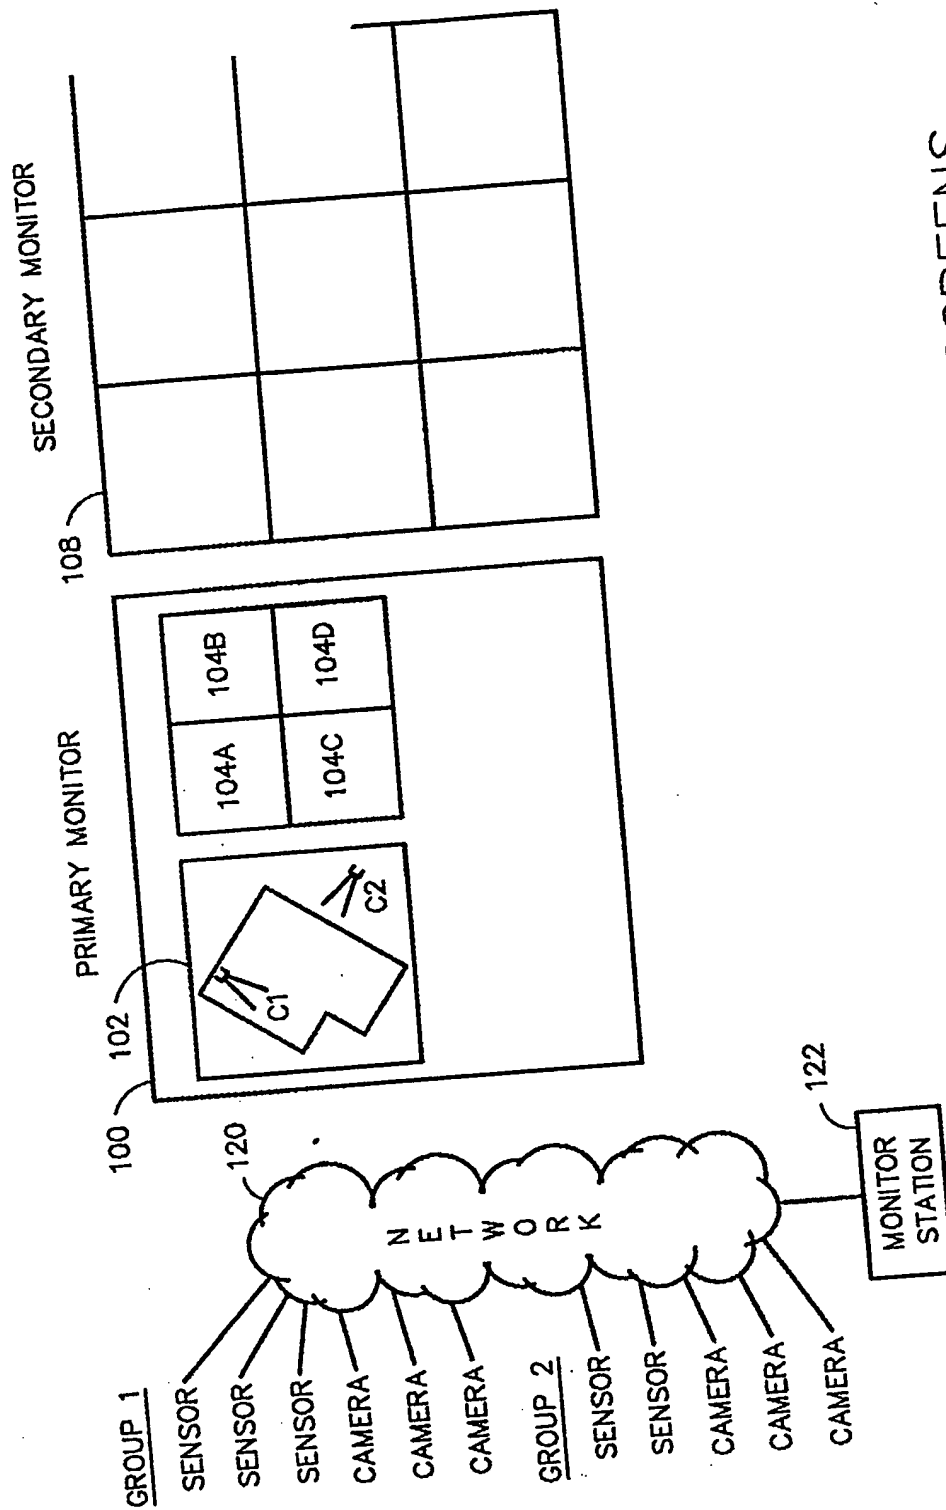 SECONDARY MONITOR
108
PRIMARY MONITOR
100
102
104A
104B
104C
104D
C1
C2
120
NETWORK
GROUP 1
SENSOR
SENSOR
SENSOR
CAMERA
CAMERA
CAMERA
GROUP 2
SENSOR
SENSOR
CAMERA
CAMERA
CAMERA
122
MONITOR
STATION